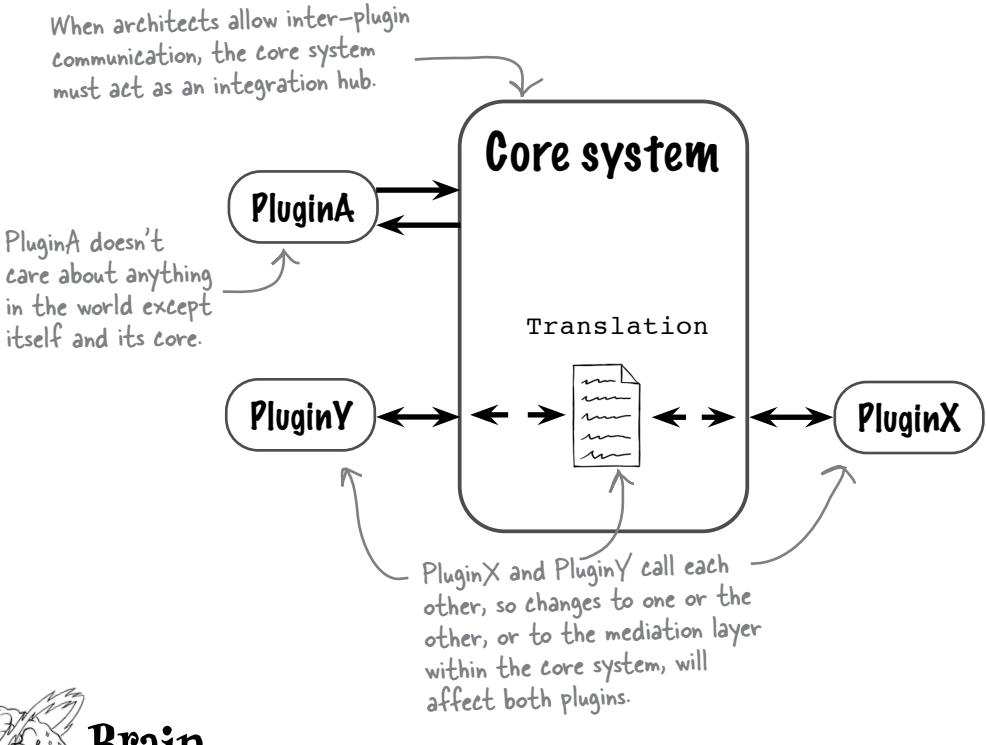 When architects allow inter-plugin
communication, the core system
must act as an integration hub.
Core system
PluginA
PluginA doesn't
care about anything
in the world except
itself and its core.
Translation
PluginY
PluginX
PluginX and PluginY call each
other, so changes to one or the
other, or to the mediation layer
within the core system, will
affect both plugins.
Brain